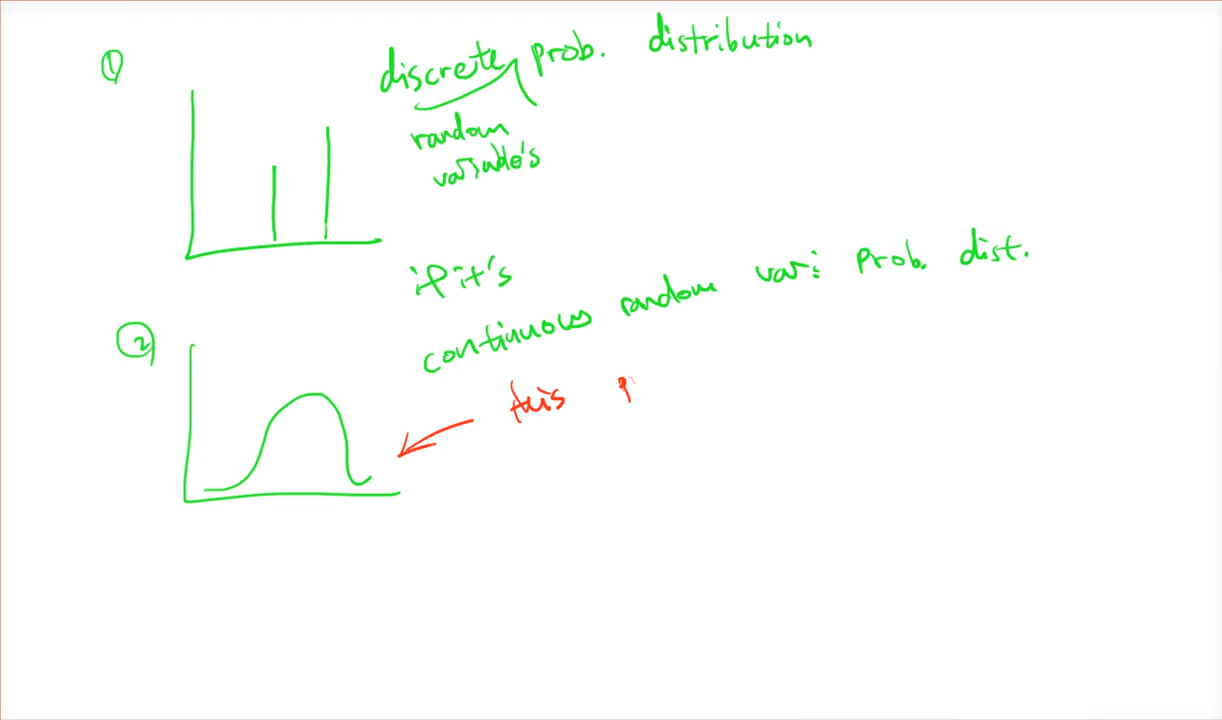 ①
discrete prob. distribution
random
variable's
if it's
continuous random var: prob. dist.
②
this